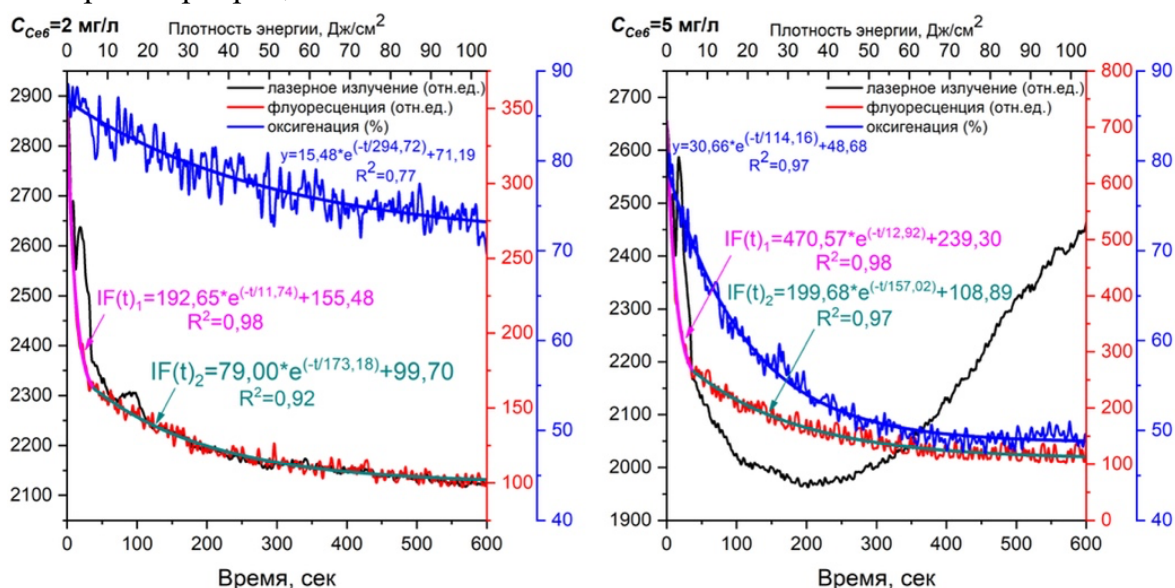 C_Ce6=2 мг/л
Плотность энергии, Дж/см²
0 10 20 30 40 50 60 70 80 90 100
лазерное излучение (отн.ед.)
флуоресценция (отн.ед.)
оксигенация (%)
y=15,48*e^(-t/294,72)+71,19
R²=0,77
IF(t)₁=192,65*e^(-t/11,74)+155,48
R²=0,98
IF(t)₂=79,00*e^(-t/173,18)+99,70
R²=0,92
2900
2800
2700
2600
2500
2400
2300
2200
2100
350
300
250
200
150
100
90
80
70
60
50
40
0 100 200 300 400 500 600
Время, сек
C_Ce6=5 мг/л
Плотность энергии, Дж/см²
0 10 20 30 40 50 60 70 80 90 100
лазерное излучение (отн.ед.)
флуоресценция (отн.ед.)
оксигенация (%)
y=30,66*e^(-t/114,16)+48,68
R²=0,97
IF(t)₁=470,57*e^(-t/12,92)+239,30
R²=0,98
IF(t)₂=199,68*e^(-t/157,02)+108,89
R²=0,97
2700
2600
2500
2400
2300
2200
2100
2000
1900
800
700
600
500
400
300
200
100
0
90
80
70
60
50
40
0 100 200 300 400 500 600
Время, сек